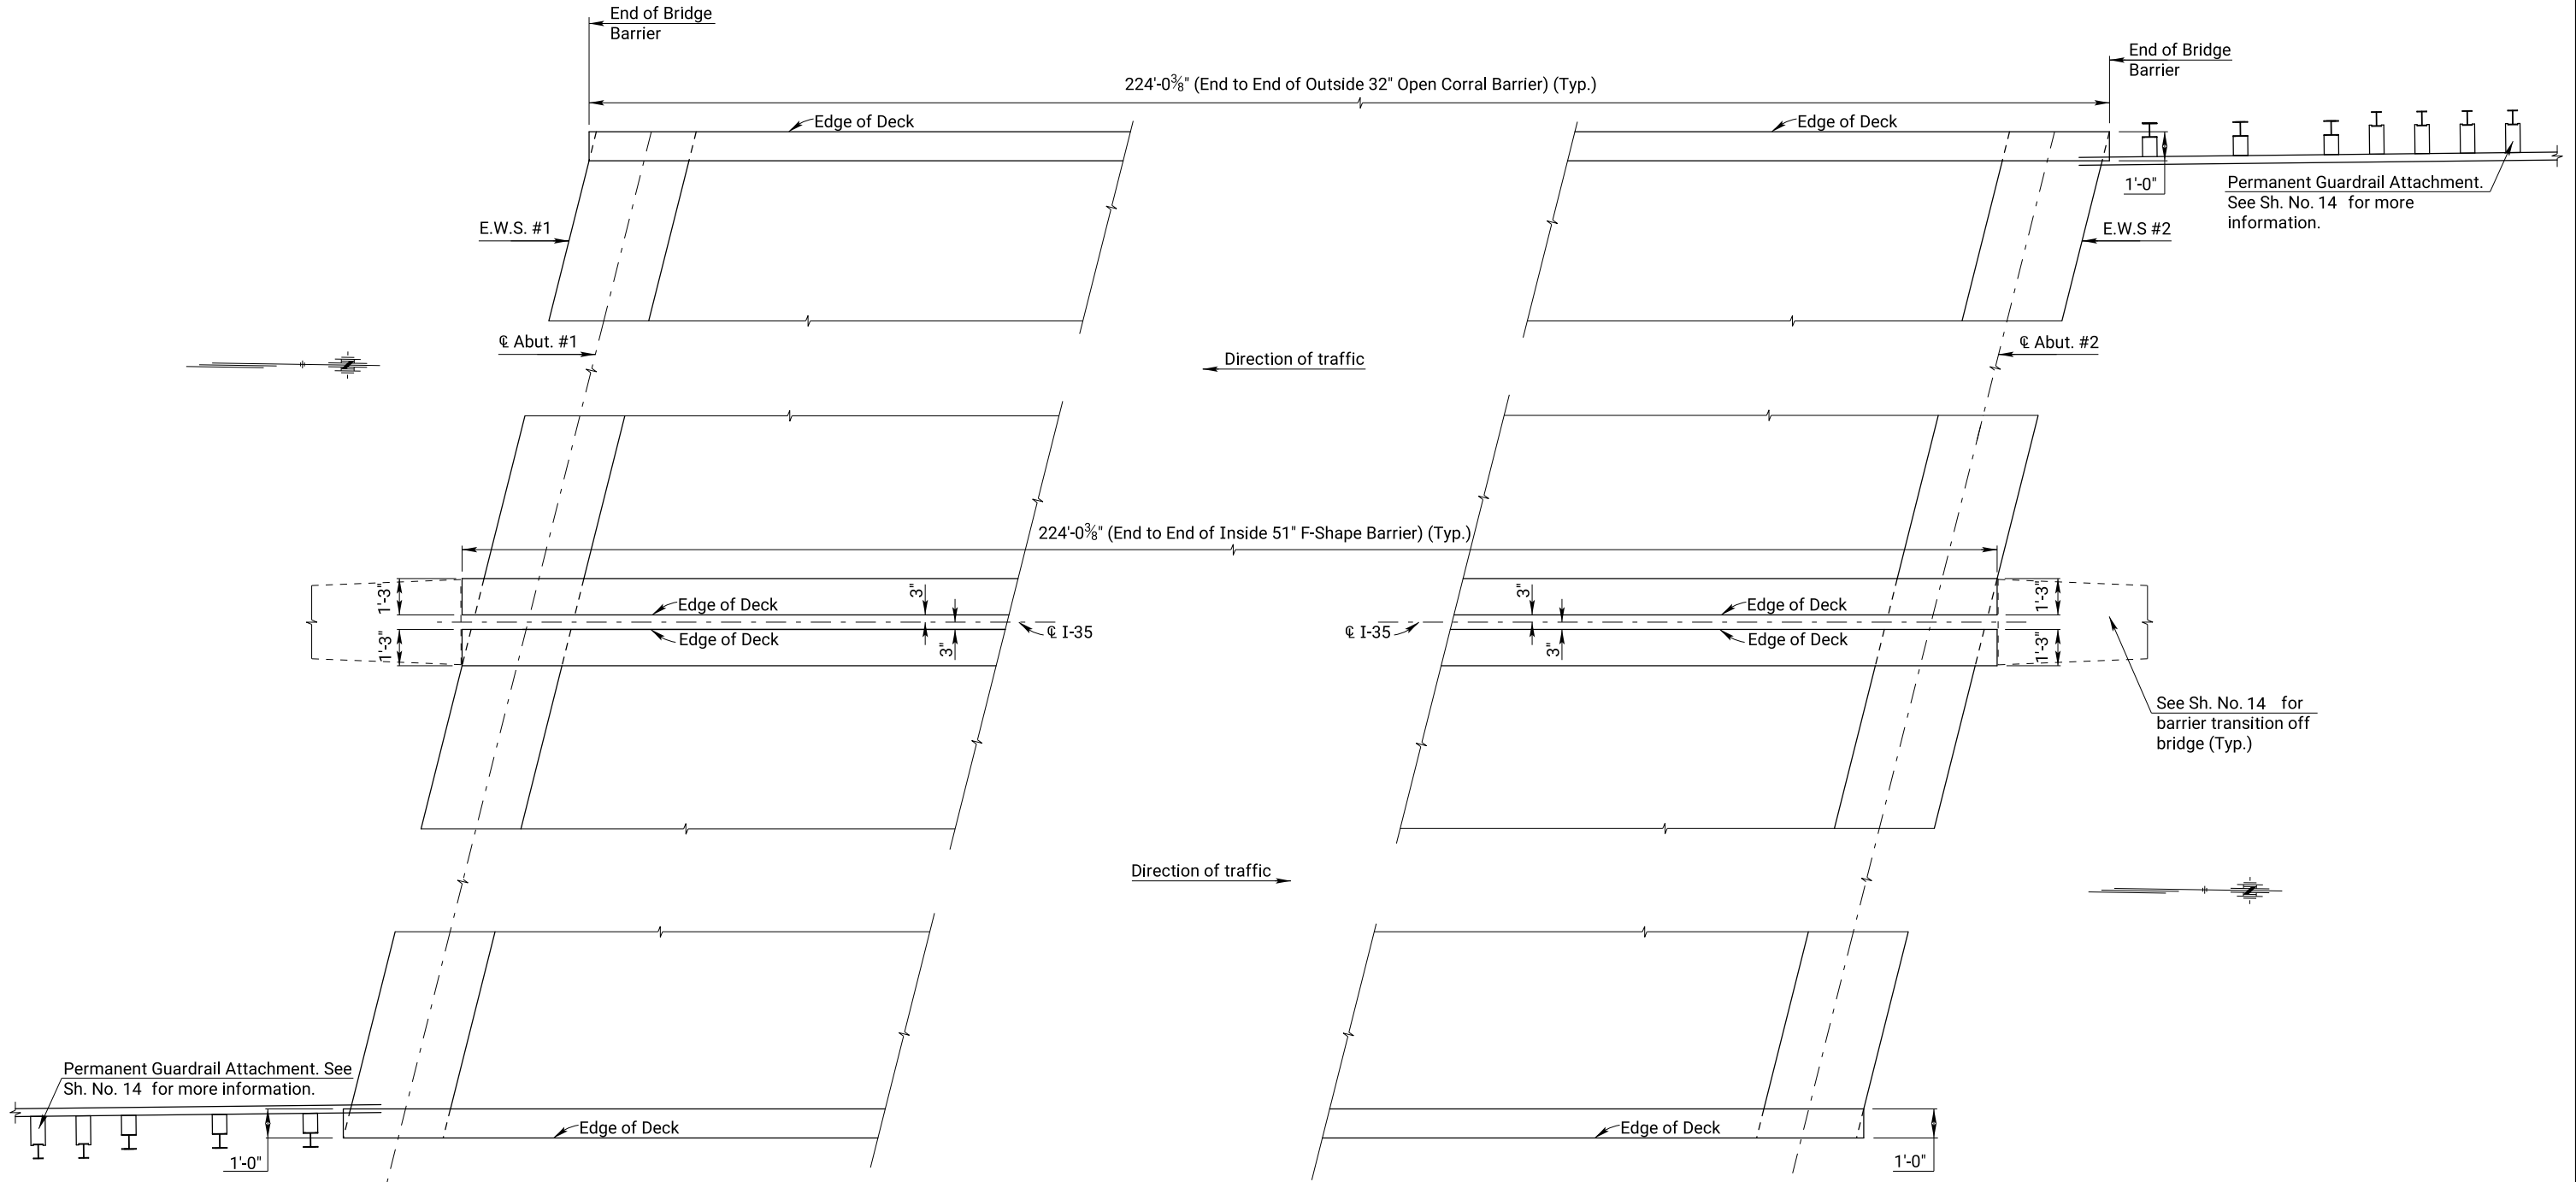 End of Bridge
Barrier
End of Bridge
Barrier
224'-0⅜" (End to End of Outside 32" Open Corral Barrier) (Typ.)
Edge of Deck
Edge of Deck
1'-0"
Permanent Guardrail Attachment.
See Sh. No. 14 for more
information.
E.W.S. #1
E.W.S #2
℄ Abut. #1
℄ Abut. #2
Direction of traffic
224'-0⅜" (End to End of Inside 51" F-Shape Barrier) (Typ.)
1'-3"
3"
3"
1'-3"
Edge of Deck
Edge of Deck
℄ I-35
℄ I-35
Edge of Deck
Edge of Deck
1'-3"
3"
3"
1'-3"
See Sh. No. 14 for
barrier transition off
bridge (Typ.)
Direction of traffic
Permanent Guardrail Attachment. See
Sh. No. 14 for more information.
Edge of Deck
Edge of Deck
1'-0"
1'-0"